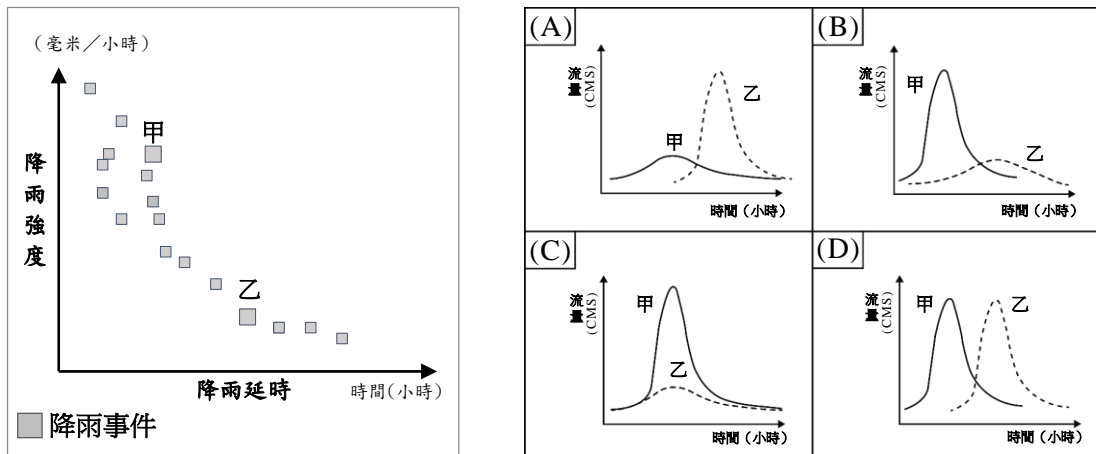 （毫米／小時）
甲
降雨強度
乙
降雨延時
時間(小時)
降雨事件
(A)
流量
(CMS)
甲
乙
時間（小時）
(B)
流量
(CMS)
甲
乙
時間（小時）
(C)
流量
(CMS)
甲
乙
時間（小時）
(D)
流量
(CMS)
甲
乙
時間（小時）